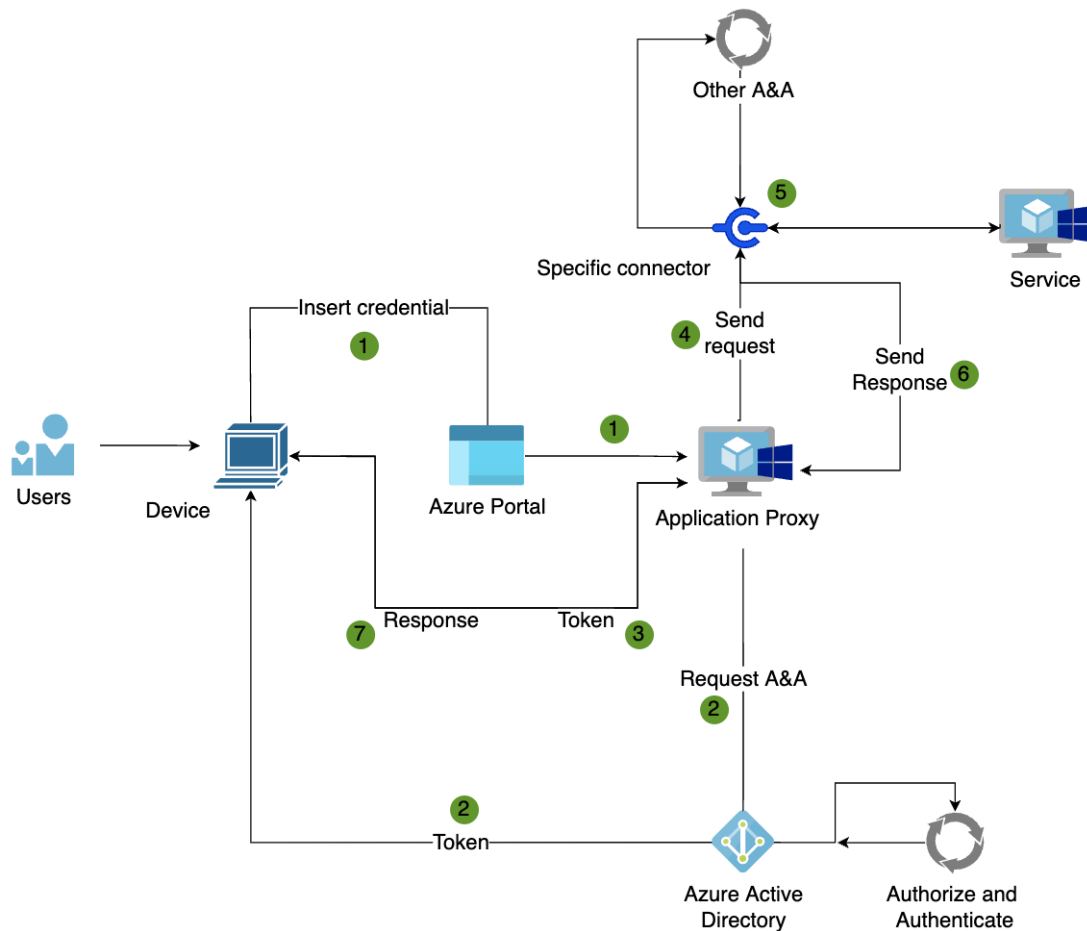 Other A&A
5
Specific connector
Service
Insert credential
1
4
Send
request
Send
Response
6
1
Users
Device
Azure Portal
Application Proxy
Response
Token
7
3
Request A&A
2
2
Token
Azure Active
Directory
Authorize and
Authenticate